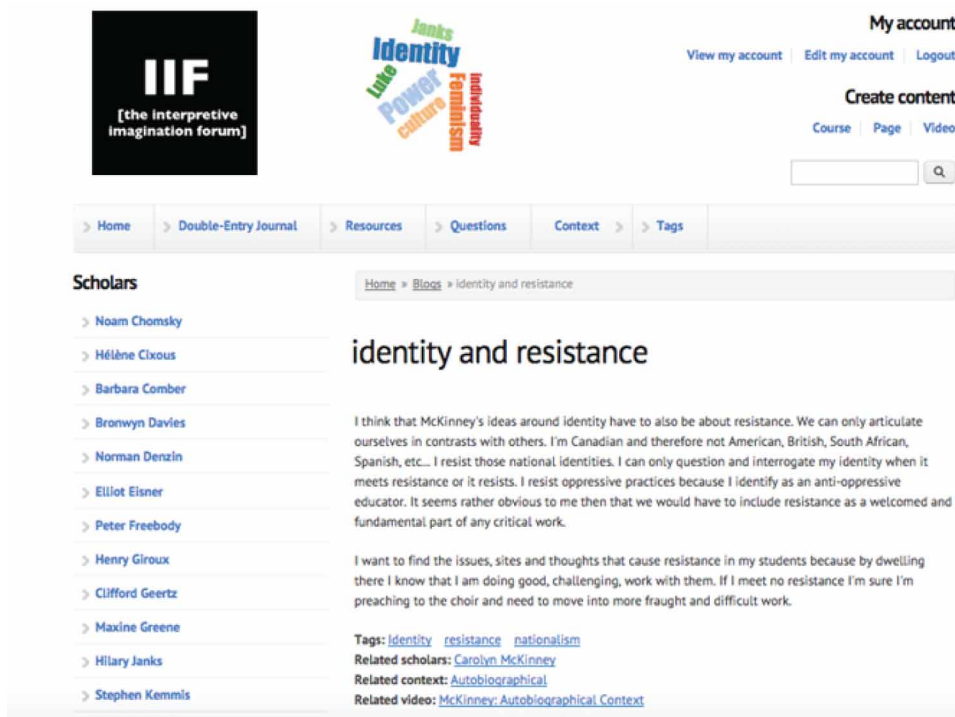 IIF
[the interpretive
imagination forum]
Janks
Identity
Luke
Power
culture
Feminism
individuality
My account
View my account Edit my account Logout
Create content
Course Page Video
Home Double-Entry Journal Resources Questions Context Tags
Scholars
Noam Chomsky
Hélène Cixous
Barbara Comber
Bronwyn Davies
Norman Denzin
Elliot Eisner
Peter Freebody
Henry Giroux
Clifford Geertz
Maxine Greene
Hilary Janks
Stephen Kemmis
Home » Blogs » identity and resistance
identity and resistance
I think that McKinney's ideas around identity have to also be about resistance. We can only articulate
ourselves in contrasts with others. I'm Canadian and therefore not American, British, South African,
Spanish, etc... I resist those national identities. I can only question and interrogate my identity when it
meets resistance or it resists. I resist oppressive practices because I identify as an anti-oppressive
educator. It seems rather obvious to me then that we would have to include resistance as a welcomed and
fundamental part of any critical work.
I want to find the issues, sites and thoughts that cause resistance in my students because by dwelling
there I know that I am doing good, challenging, work with them. If I meet no resistance I'm sure I'm
preaching to the choir and need to move into more fraught and difficult work.
Tags: Identity resistance nationalism
Related scholars: Carolyn McKinney
Related context: Autobiographical
Related video: McKinney: Autobiographical Context